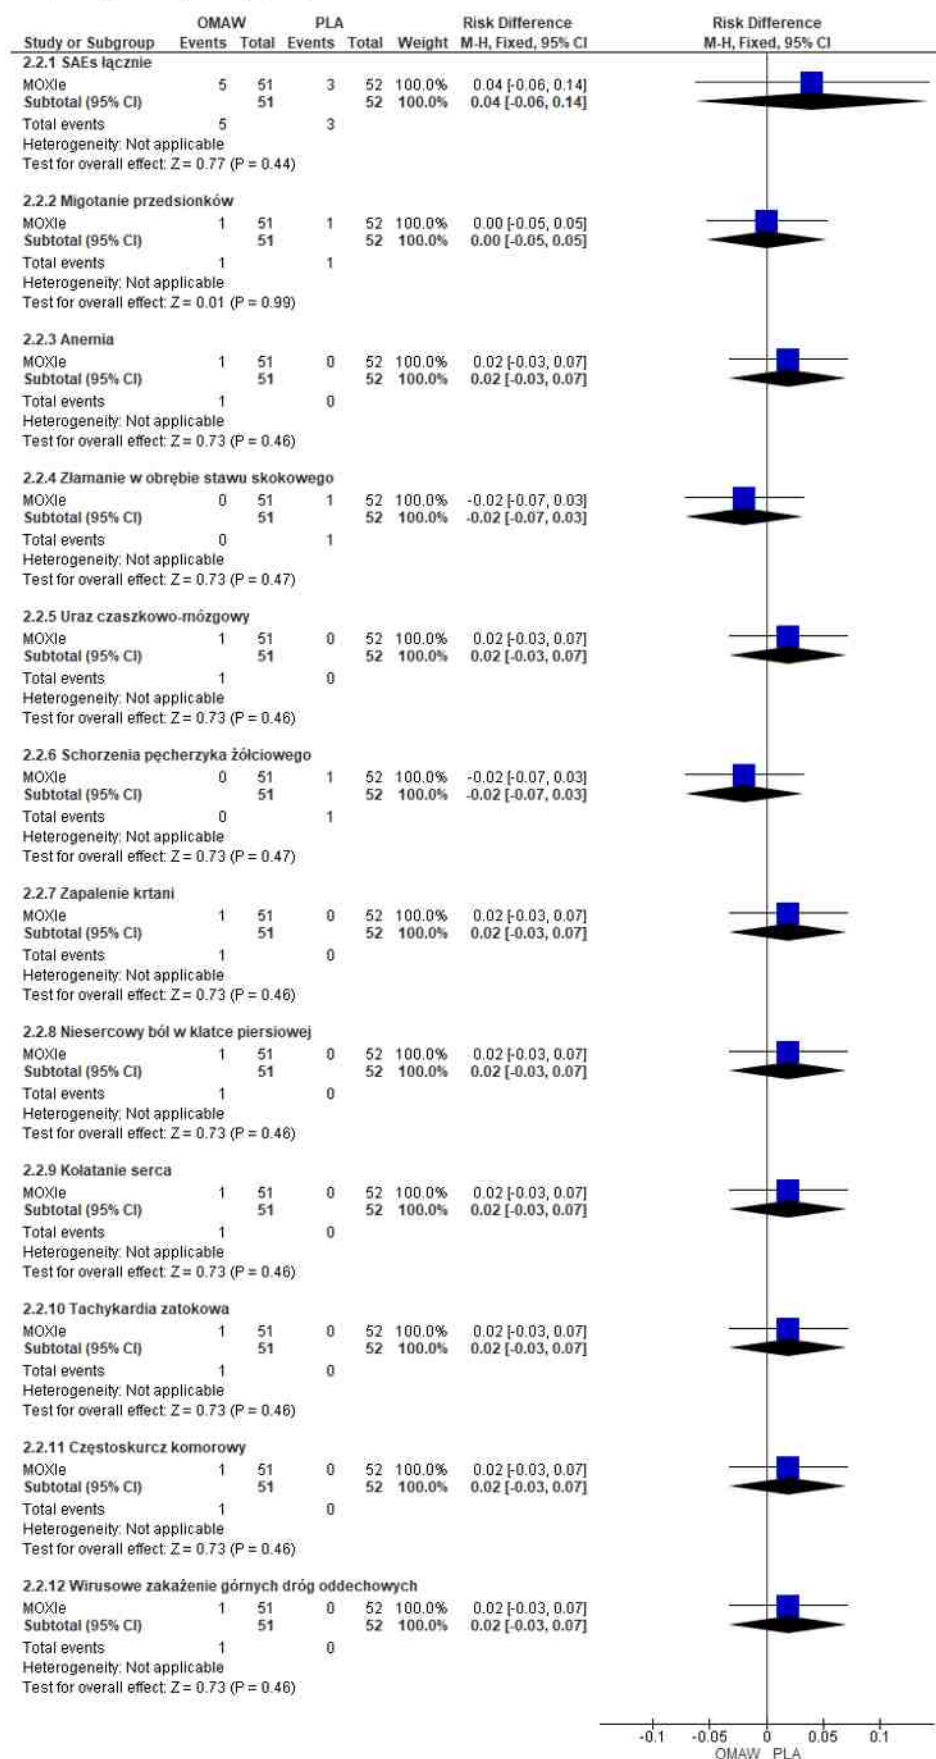 OMAW PLA Risk Difference Risk Difference
Study or Subgroup Events Total Events Total Weight M-H, Fixed, 95% CI M-H, Fixed, 95% CI
2.2.1 SAEs łącznie
MOXIe 5 51 3 52 100.0% 0.04 [-0.06, 0.14]
Subtotal (95% CI) 51 52 100.0% 0.04 [-0.06, 0.14]
Total events 5 3
Heterogeneity: Not applicable
Test for overall effect: Z = 0.77 (P = 0.44)
2.2.2 Migotanie przedsionków
MOXIe 1 51 1 52 100.0% 0.00 [-0.05, 0.05]
Subtotal (95% CI) 51 52 100.0% 0.00 [-0.05, 0.05]
Total events 1 1
Heterogeneity: Not applicable
Test for overall effect: Z = 0.01 (P = 0.99)
2.2.3 Anemia
MOXIe 1 51 0 52 100.0% 0.02 [-0.03, 0.07]
Subtotal (95% CI) 51 52 100.0% 0.02 [-0.03, 0.07]
Total events 1 0
Heterogeneity: Not applicable
Test for overall effect: Z = 0.73 (P = 0.46)
2.2.4 Złamanie w obrębie stawu skokowego
MOXIe 0 51 1 52 100.0% -0.02 [-0.07, 0.03]
Subtotal (95% CI) 51 52 100.0% -0.02 [-0.07, 0.03]
Total events 0 1
Heterogeneity: Not applicable
Test for overall effect: Z = 0.73 (P = 0.47)
2.2.5 Uraz czaszkowo-mózgowy
MOXIe 1 51 0 52 100.0% 0.02 [-0.03, 0.07]
Subtotal (95% CI) 51 52 100.0% 0.02 [-0.03, 0.07]
Total events 1 0
Heterogeneity: Not applicable
Test for overall effect: Z = 0.73 (P = 0.46)
2.2.6 Schorzenia pęcherzyka żółciowego
MOXIe 0 51 1 52 100.0% -0.02 [-0.07, 0.03]
Subtotal (95% CI) 51 52 100.0% -0.02 [-0.07, 0.03]
Total events 0 1
Heterogeneity: Not applicable
Test for overall effect: Z = 0.73 (P = 0.47)
2.2.7 Zapalenie krtani
MOXIe 1 51 0 52 100.0% 0.02 [-0.03, 0.07]
Subtotal (95% CI) 51 52 100.0% 0.02 [-0.03, 0.07]
Total events 1 0
Heterogeneity: Not applicable
Test for overall effect: Z = 0.73 (P = 0.46)
2.2.8 Niesercowy ból w klatce piersiowej
MOXIe 1 51 0 52 100.0% 0.02 [-0.03, 0.07]
Subtotal (95% CI) 51 52 100.0% 0.02 [-0.03, 0.07]
Total events 1 0
Heterogeneity: Not applicable
Test for overall effect: Z = 0.73 (P = 0.46)
2.2.9 Kołatanie serca
MOXIe 1 51 0 52 100.0% 0.02 [-0.03, 0.07]
Subtotal (95% CI) 51 52 100.0% 0.02 [-0.03, 0.07]
Total events 1 0
Heterogeneity: Not applicable
Test for overall effect: Z = 0.73 (P = 0.46)
2.2.10 Tachykardia zatokowa
MOXIe 1 51 0 52 100.0% 0.02 [-0.03, 0.07]
Subtotal (95% CI) 51 52 100.0% 0.02 [-0.03, 0.07]
Total events 1 0
Heterogeneity: Not applicable
Test for overall effect: Z = 0.73 (P = 0.46)
2.2.11 Częstoskurcz komorowy
MOXIe 1 51 0 52 100.0% 0.02 [-0.03, 0.07]
Subtotal (95% CI) 51 52 100.0% 0.02 [-0.03, 0.07]
Total events 1 0
Heterogeneity: Not applicable
Test for overall effect: Z = 0.73 (P = 0.46)
2.2.12 Wirusowe zakażenie górnych dróg oddechowych
MOXIe 1 51 0 52 100.0% 0.02 [-0.03, 0.07]
Subtotal (95% CI) 51 52 100.0% 0.02 [-0.03, 0.07]
Total events 1 0
Heterogeneity: Not applicable
Test for overall effect: Z = 0.73 (P = 0.46)
-0.1 -0.05 0 0.05 0.1
OMAW PLA